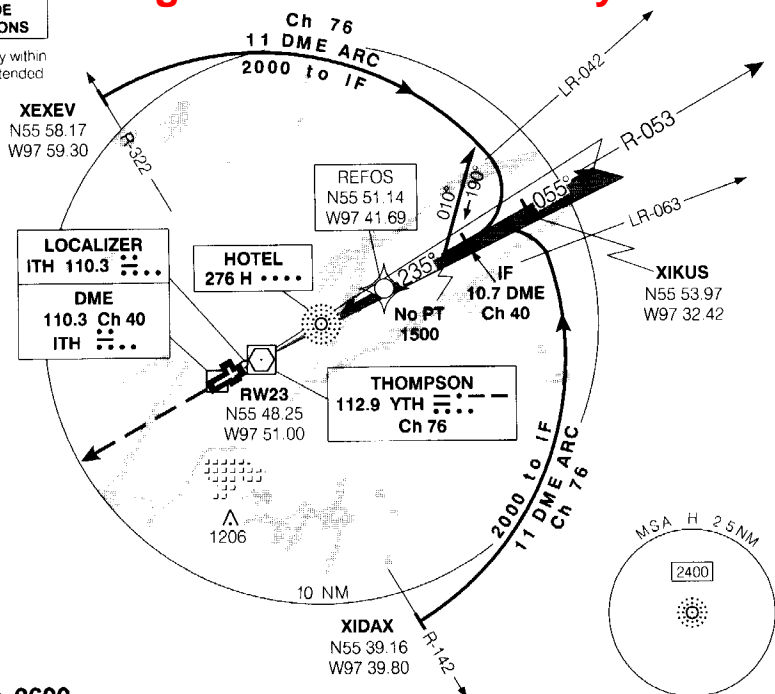 DE
IONS
y within
tended
Ch 76
11 DME ARC
2000 to IF
XEXEV
N55 58.17
W97 59.30
R-322
LR-042
R-053
LR-063
REFOS
N55 51.14
W97 41.69
010°
190°
055°
235°
LOCALIZER
ITH 110.3
DME
110.3 Ch 40
ITH
HOTEL
276 H
No PT
1500
IF
10.7 DME
Ch 40
XIKUS
N55 53.97
W97 32.42
RW23
N55 48.25
W97 51.00
THOMPSON
112.9 YTH
Ch 76
1206
10 NM
2000 to IF
11 DME ARC
Ch 76
XIDAX
N55 39.16
W97 39.80
R-142
MSA H 25NM
2400